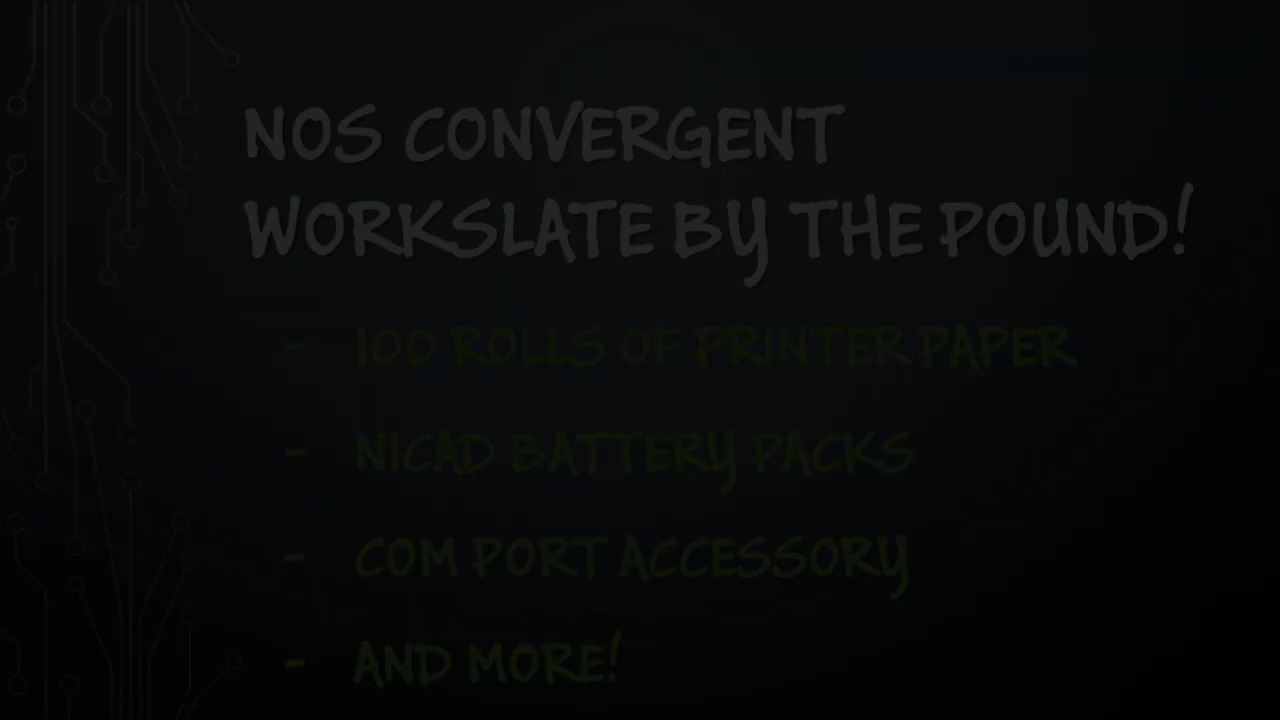 NOS CONVERGENT
WORKSLATE BY THE POUND!
- 100 ROLLS OF PRINTER PAPER
- NICAD BATTERY PACKS
- COM PORT ACCESSORY
- AND MORE!